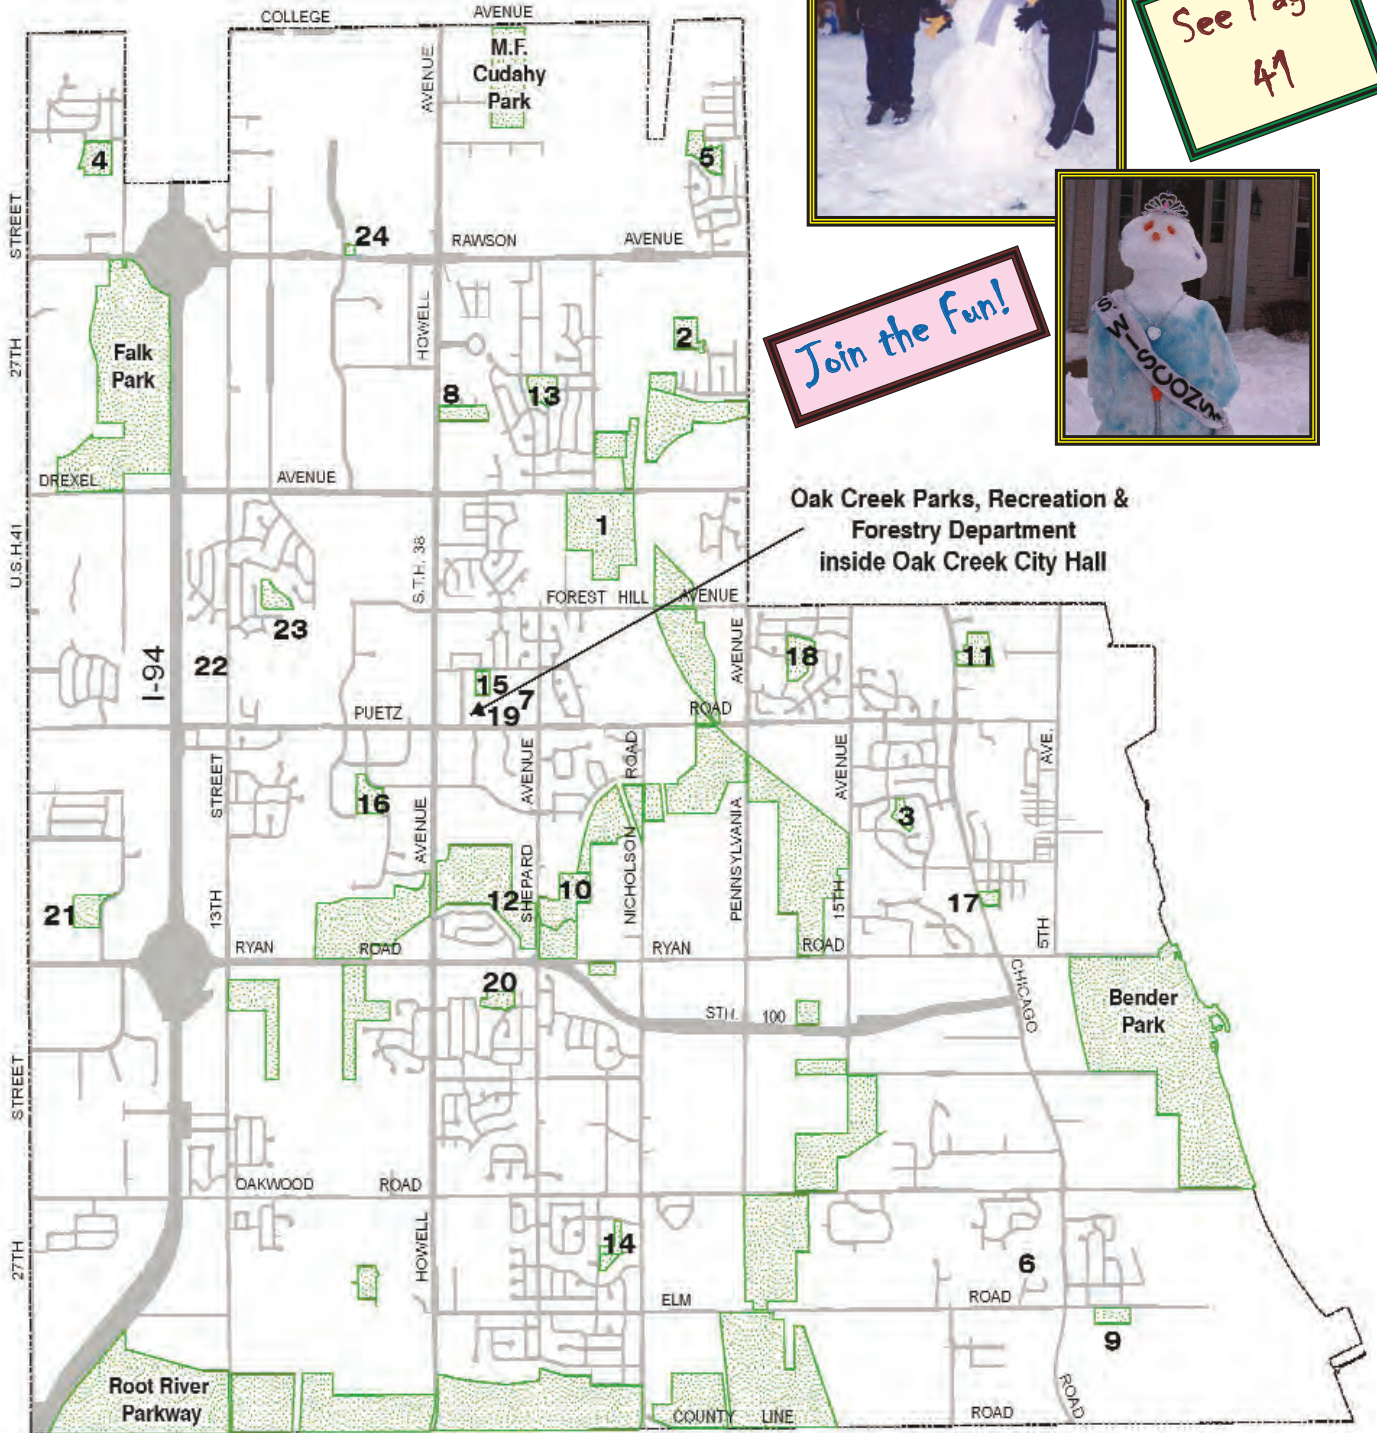 COLLEGE
AVENUE
M.F.
Cudahy
Park
AVENUE
See
47
4
5
STREET
24
RAWSON
AVENUE
Join the Fun!
27TH
Falk
Park
HOWELL
2
8
13
S. WISCONSI
DREXEL
AVENUE
Oak Creek Parks, Recreation &
Forestry Department
inside Oak Creek City Hall
U.S.H.41
1
S.T.H. 38
FOREST HILL AVENUE
23
I-94
22
AVENUE
18
11
15
7
19
PUETZ
ROAD
STREET
AVENUE
ROAD
AVENUE
AVE.
16
3
AVENUE
PENNSYLVANIA
21
13TH
12
SHEPARD
10
NICHOLSON
15TH
17
5TH
RYAN
ROAD
RYAN
ROAD
20
CHICAGO
Bender
Park
STH. 100
STREET
OAKWOOD
ROAD
27TH
HOWELL
14
6
ELM
ROAD
9
Root River
Parkway
COUNTY LINE
ROAD
ROAD